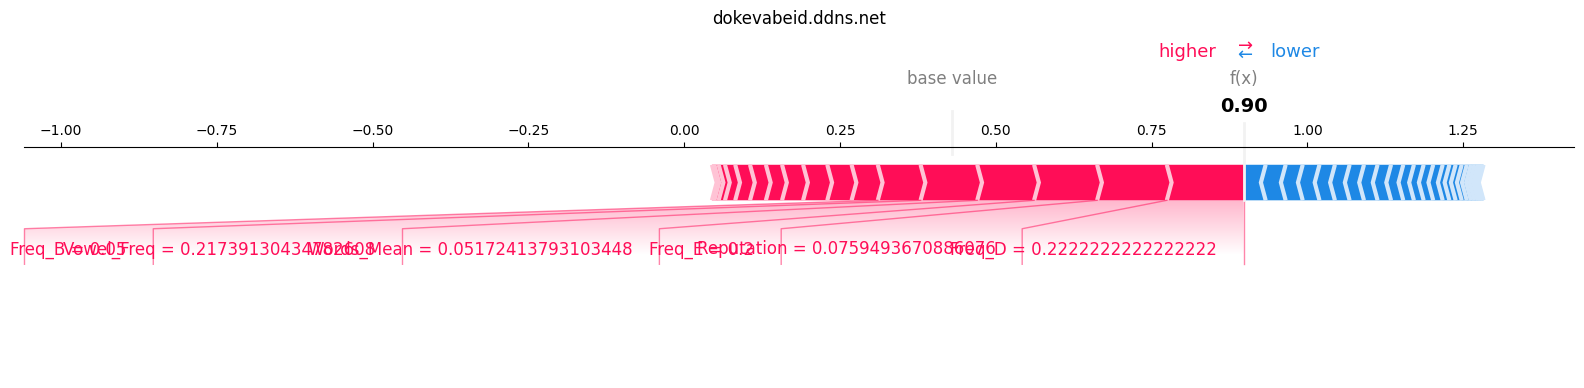 dokevabeid.ddns.net
higher ⇄ lower
base value f(x)
0.90
−1.00 −0.75 −0.50 −0.25 0.00 0.25 0.50 0.75 1.00 1.25
Freq_B = 0.05 Vowel_Freq = 0.21739130434782608 Words_Mean = 0.05172413793103448 Freq_E = 0.2 Reputation = 0.0759493670886076 Freq_D = 0.2222222222222222